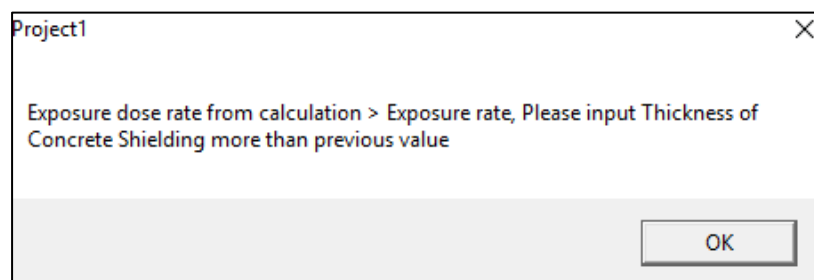 Project1
Exposure dose rate from calculation > Exposure rate, Please input Thickness of
Concrete Shielding more than previous value
OK